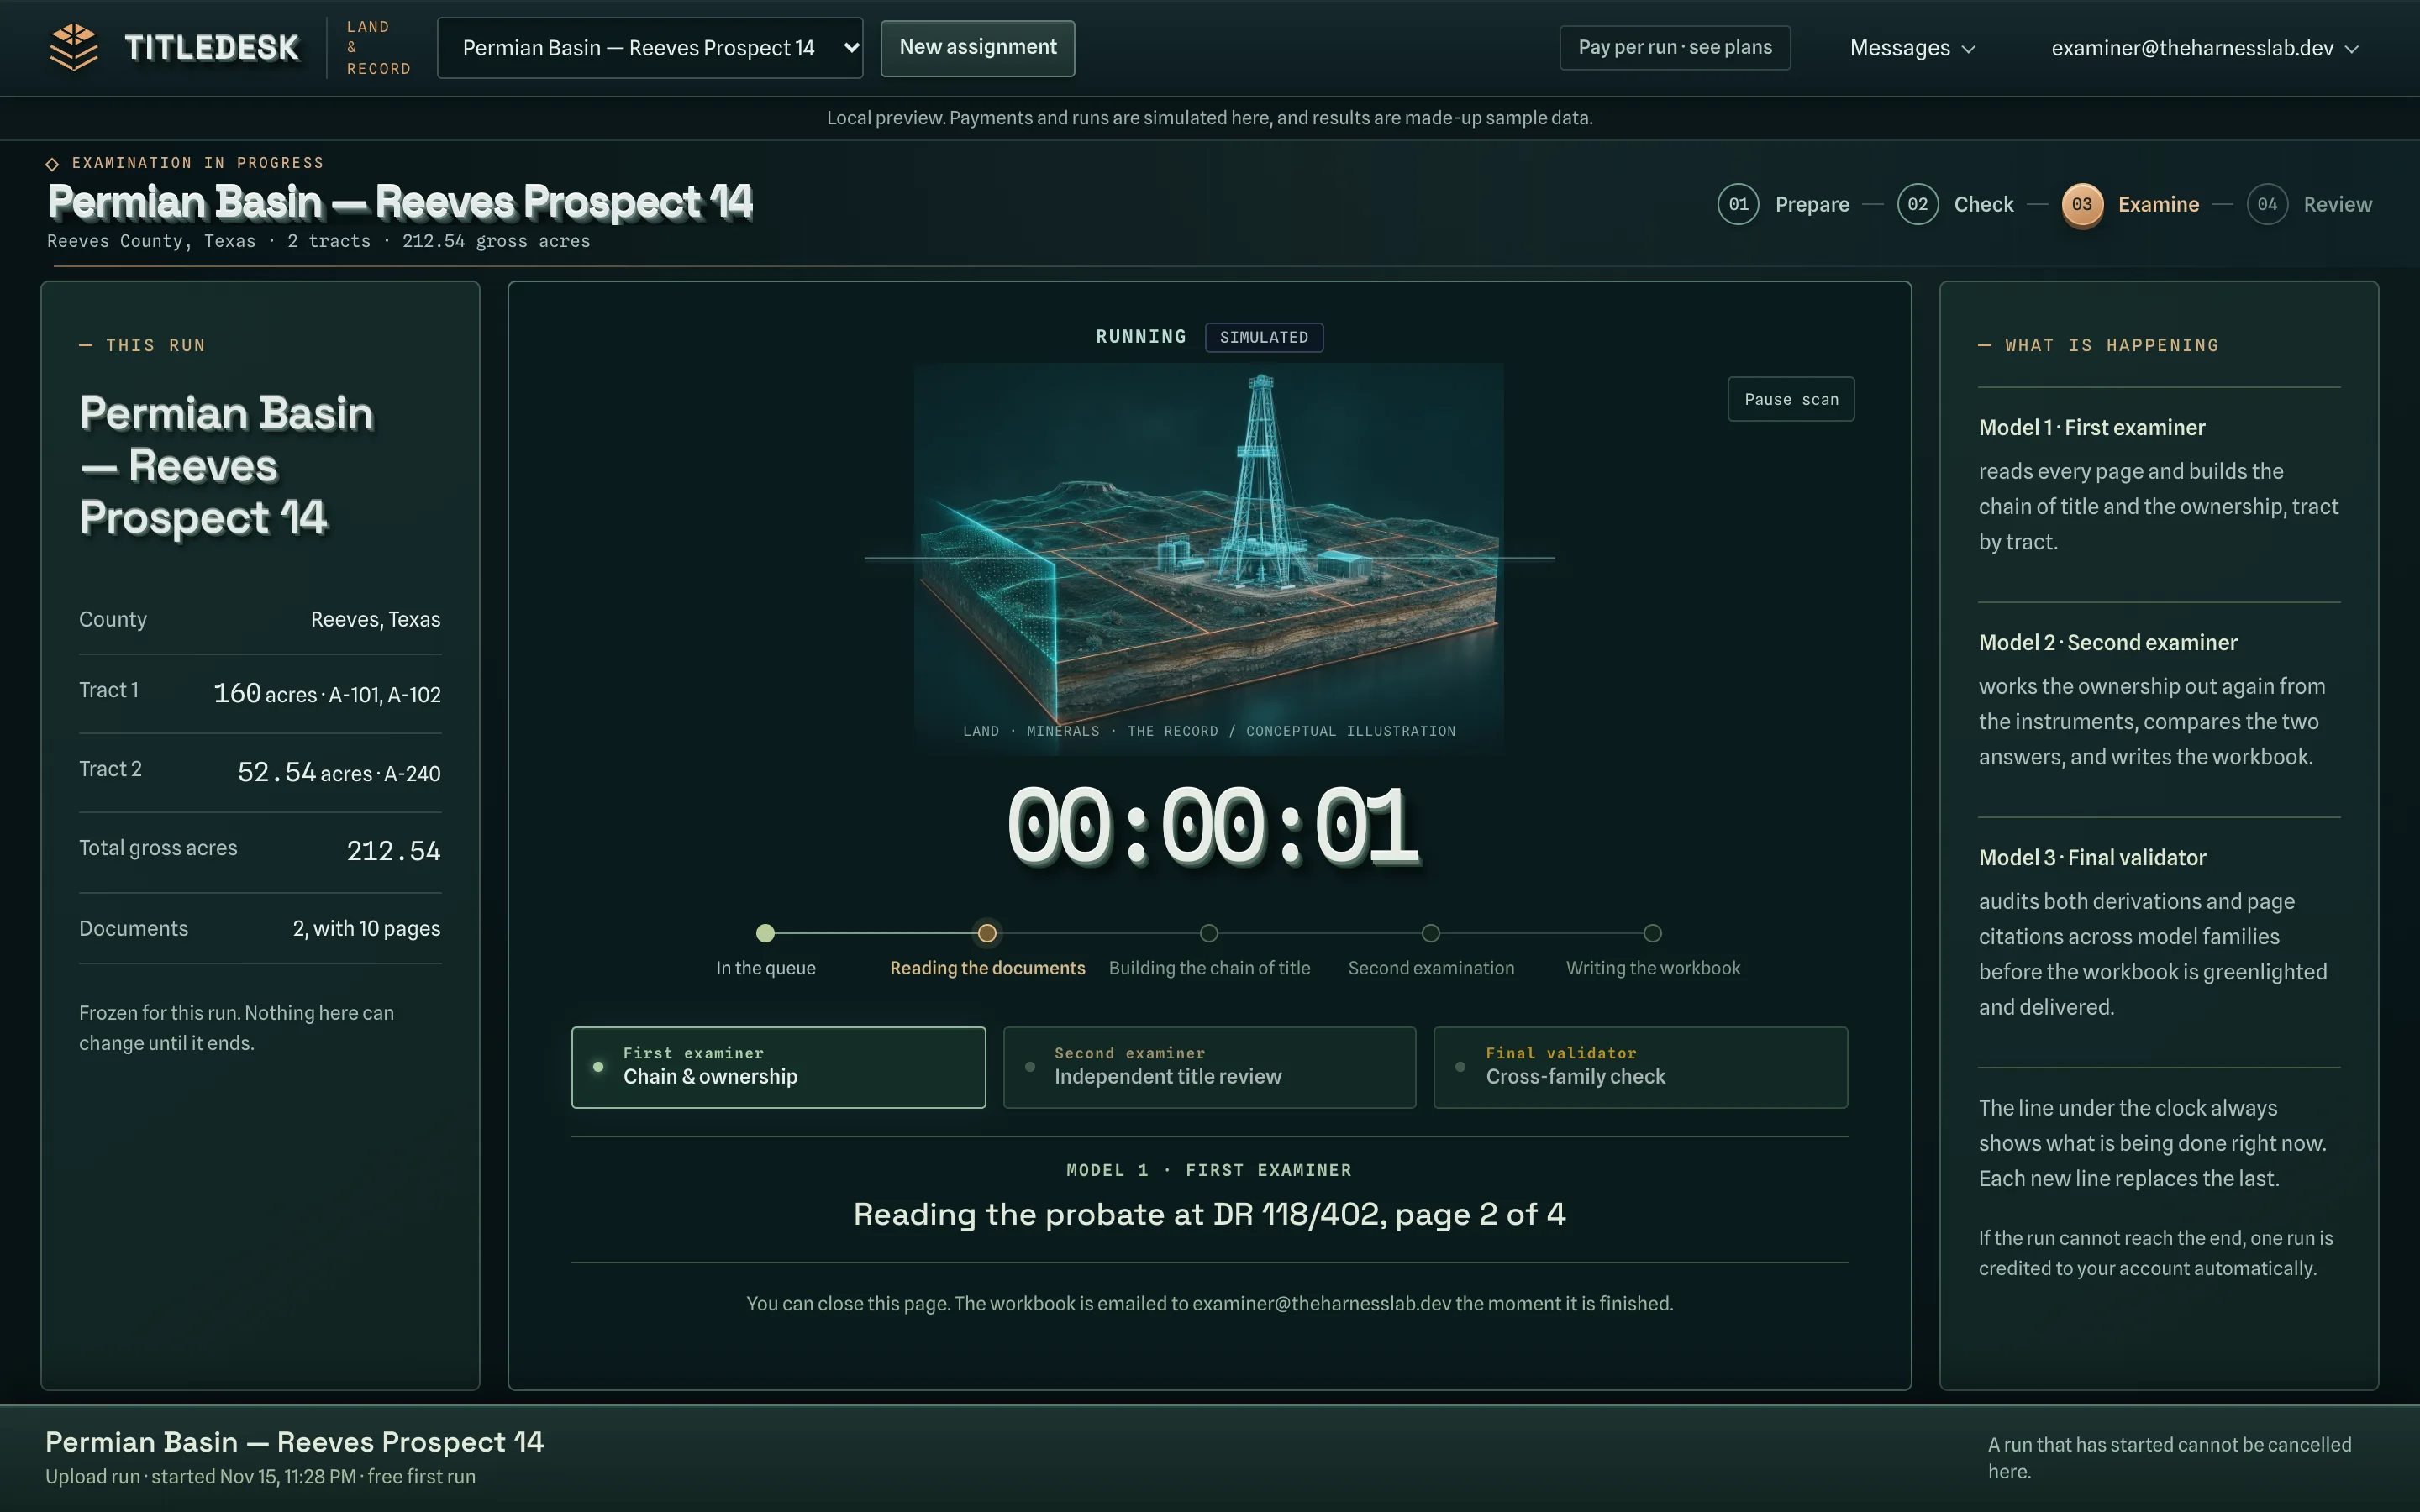 TITLEDESK
LAND
&
RECORD
Permian Basin — Reeves Prospect 14
New assignment
Pay per run · see plans
Messages
examiner@theharnesslab.dev
Local preview. Payments and runs are simulated here, and results are made-up sample data.
EXAMINATION IN PROGRESS
Permian Basin — Reeves Prospect 14
Reeves County, Texas · 2 tracts · 212.54 gross acres
01 Prepare — 02 Check — 03 Examine — 04 Review
— THIS RUN
Permian Basin
— Reeves
Prospect 14
County Reeves, Texas
Tract 1 160 acres · A-101, A-102
Tract 2 52.54 acres · A-240
Total gross acres 212.54
Documents 2, with 10 pages
Frozen for this run. Nothing here can
change until it ends.
RUNNING SIMULATED
Pause scan
LAND · MINERALS · THE RECORD / CONCEPTUAL ILLUSTRATION
00:00:01
In the queue Reading the documents Building the chain of title Second examination Writing the workbook
First examiner
Chain & ownership
Second examiner
Independent title review
Final validator
Cross-family check
MODEL 1 · FIRST EXAMINER
Reading the probate at DR 118/402, page 2 of 4
You can close this page. The workbook is emailed to examiner@theharnesslab.dev the moment it is finished.
— WHAT IS HAPPENING
Model 1 · First examiner
reads every page and builds the
chain of title and the ownership, tract
by tract.
Model 2 · Second examiner
works the ownership out again from
the instruments, compares the two
answers, and writes the workbook.
Model 3 · Final validator
audits both derivations and page
citations across model families
before the workbook is greenlighted
and delivered.
The line under the clock always
shows what is being done right now.
Each new line replaces the last.
If the run cannot reach the end, one run is
credited to your account automatically.
Permian Basin — Reeves Prospect 14
Upload run · started Nov 15, 11:28 PM · free first run
A run that has started cannot be cancelled
here.